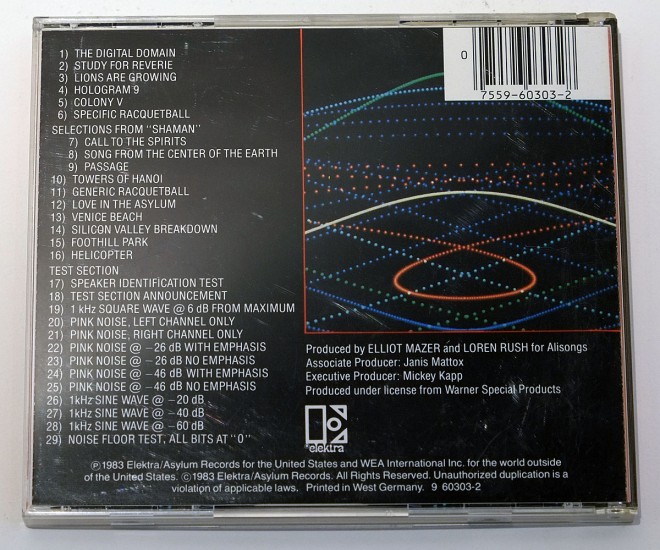 1) THE DIGITAL DOMAIN
2) STUDY FOR REVERIE
3) LIONS ARE GROWING
4) HOLOGRAM 9
5) COLONY V
6) SPECIFIC RACQUETBALL
SELECTIONS FROM "SHAMAN"
7) CALL TO THE SPIRITS
8) SONG FROM THE CENTER OF THE EARTH
9) PASSAGE
10) TOWERS OF HANOI
11) GENERIC RACQUETBALL
12) LOVE IN THE ASYLUM
13) VENICE BEACH
14) SILICON VALLEY BREAKDOWN
15) FOOTHILL PARK
16) HELICOPTER
TEST SECTION
17) SPEAKER IDENTIFICATION TEST
18) TEST SECTION ANNOUNCEMENT
19) 1 kHz SQUARE WAVE @ 6 dB FROM MAXIMUM
20) PINK NOISE, LEFT CHANNEL ONLY
21) PINK NOISE, RIGHT CHANNEL ONLY
22) PINK NOISE @ -26 dB WITH EMPHASIS
23) PINK NOISE @ -26 dB NO EMPHASIS
24) PINK NOISE @ -46 dB WITH EMPHASIS
25) PINK NOISE @ -46 dB NO EMPHASIS
26) 1kHz SINE WAVE @ -20 dB
27) 1kHz SINE WAVE @ -40 dB
28) 1kHz SINE WAVE @ -60 dB
29) NOISE FLOOR TEST, ALL BITS AT "0"
0
7559-60303-2
Produced by ELLIOT MAZER and LOREN RUSH for Alisongs
Associate Producer: Janis Mattox
Executive Producer: Mickey Kapp
Produced under license from Warner Special Products
elektra
℗1983 Elektra/Asylum Records for the United States and WEA International Inc. for the world outside
of the United States. ©1983 Elektra/Asylum Records. All Rights Reserved. Unauthorized duplication is a
violation of applicable laws. Printed in West Germany. 9 60303-2